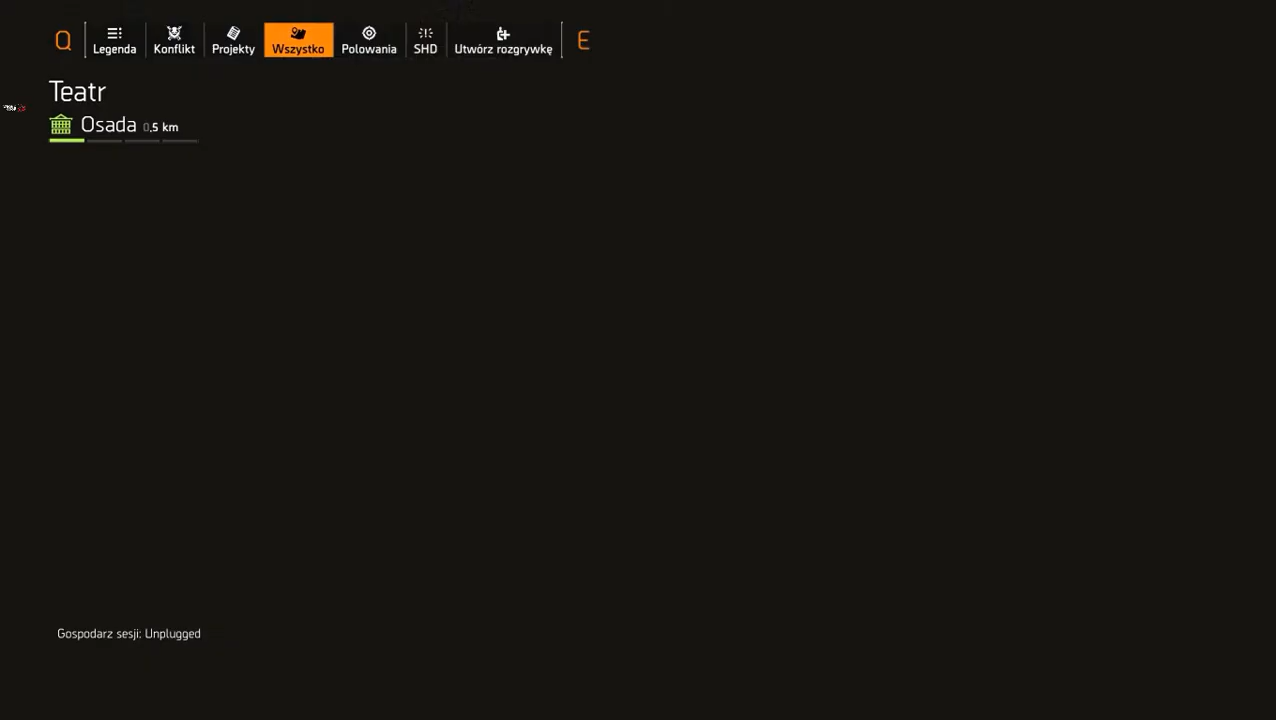 Q Legenda Konflikt Projekty Wszystko Polowania SHD Utwórz rozgrywkę E
Teatr
Osada 0.5 km
Gospodarz sesji: Unplugged